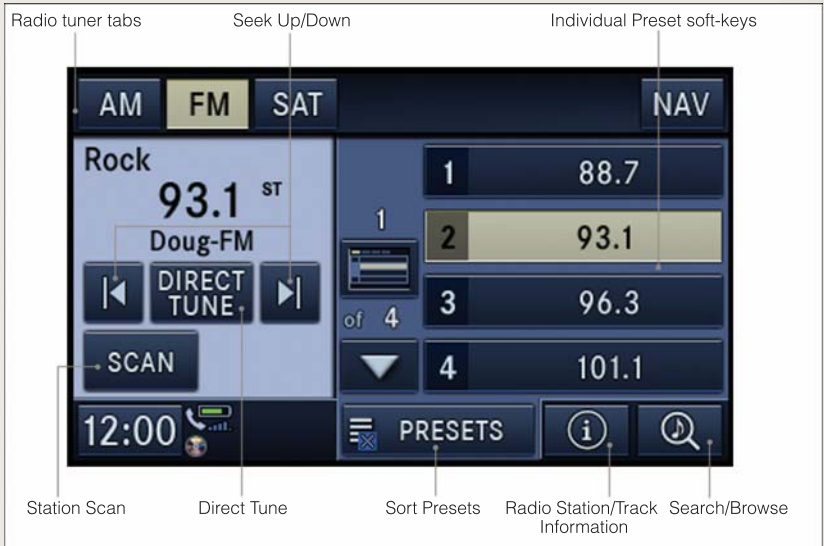 Radio tuner tabs
Seek Up/Down
Individual Preset soft-keys
AM FM SAT NAV
Rock
93.1 ST
Doug-FM
DIRECT
TUNE
SCAN
1
of 4
1 88.7
2 93.1
3 96.3
4 101.1
12:00
PRESETS
i
Station Scan
Direct Tune
Sort Presets
Radio Station/Track
Information
Search/Browse